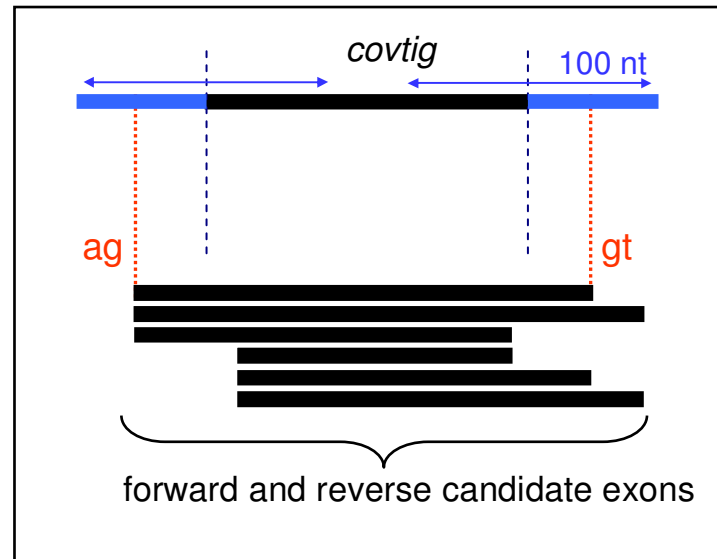 covtig
100 nt
ag
gt
forward and reverse candidate exons